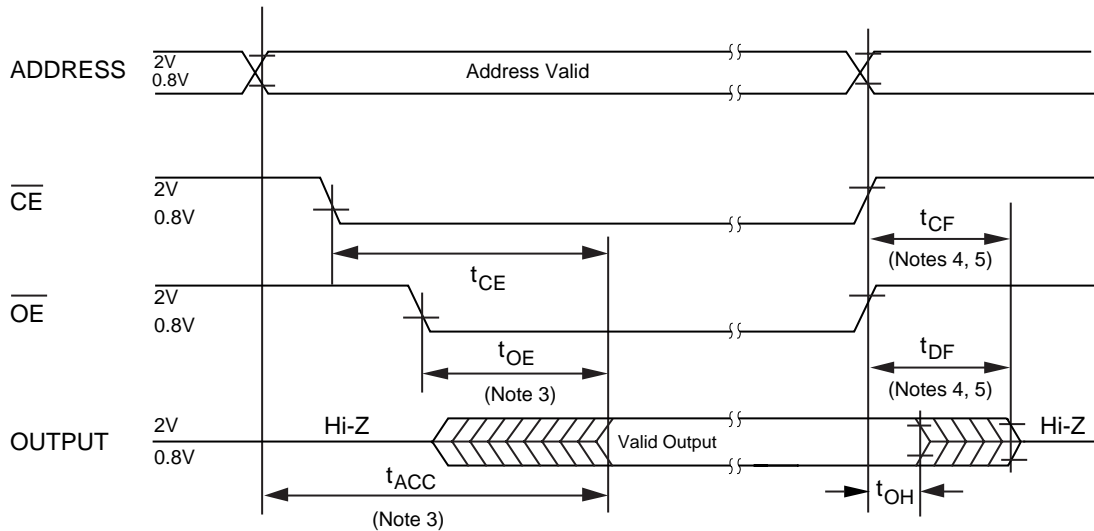 ADDRESS
2V
0.8V
Address Valid
CE
2V
0.8V
tCF
(Notes 4, 5)
tCE
OE
2V
0.8V
tOE
(Note 3)
tDF
(Notes 4, 5)
OUTPUT
2V
0.8V
Hi-Z
Valid Output
Hi-Z
tACC
(Note 3)
tOH